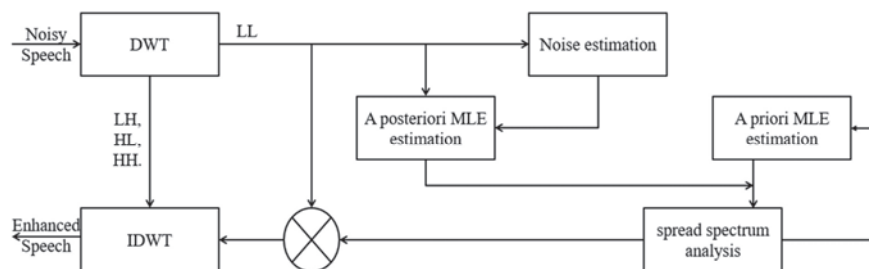 Noisy
Speech
DWT
LL
Noise estimation
LH,
HL,
HH.
A posteriori MLE
estimation
A priori MLE
estimation
Enhanced
Speech
IDWT
spread spectrum
analysis